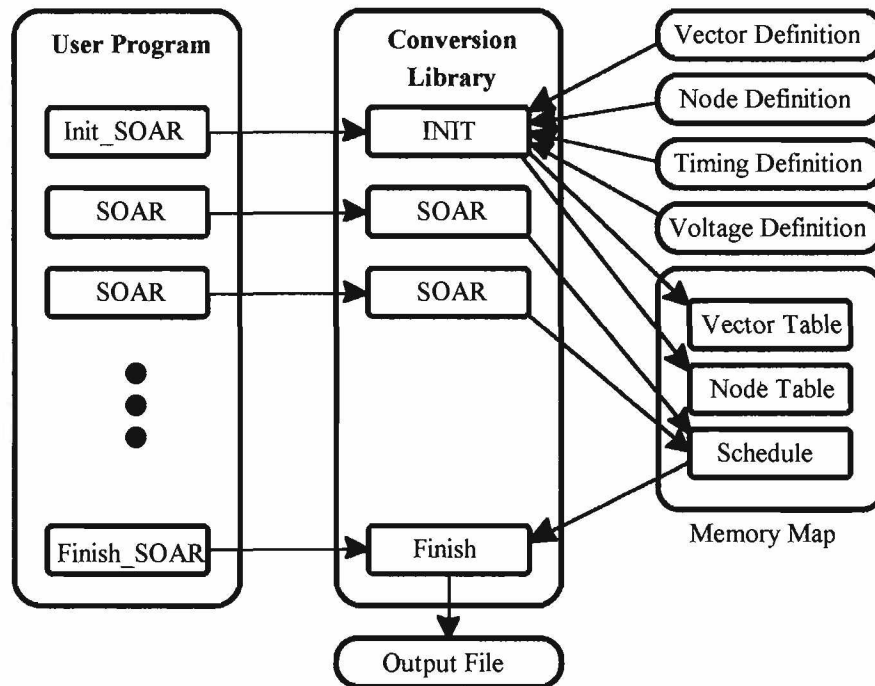 User Program
Conversion
Library
Vector Definition
Node Definition
Timing Definition
Voltage Definition
Init_SOAR
INIT
SOAR
SOAR
SOAR
SOAR
Vector Table
Node Table
Schedule
Memory Map
Finish_SOAR
Finish
Output File